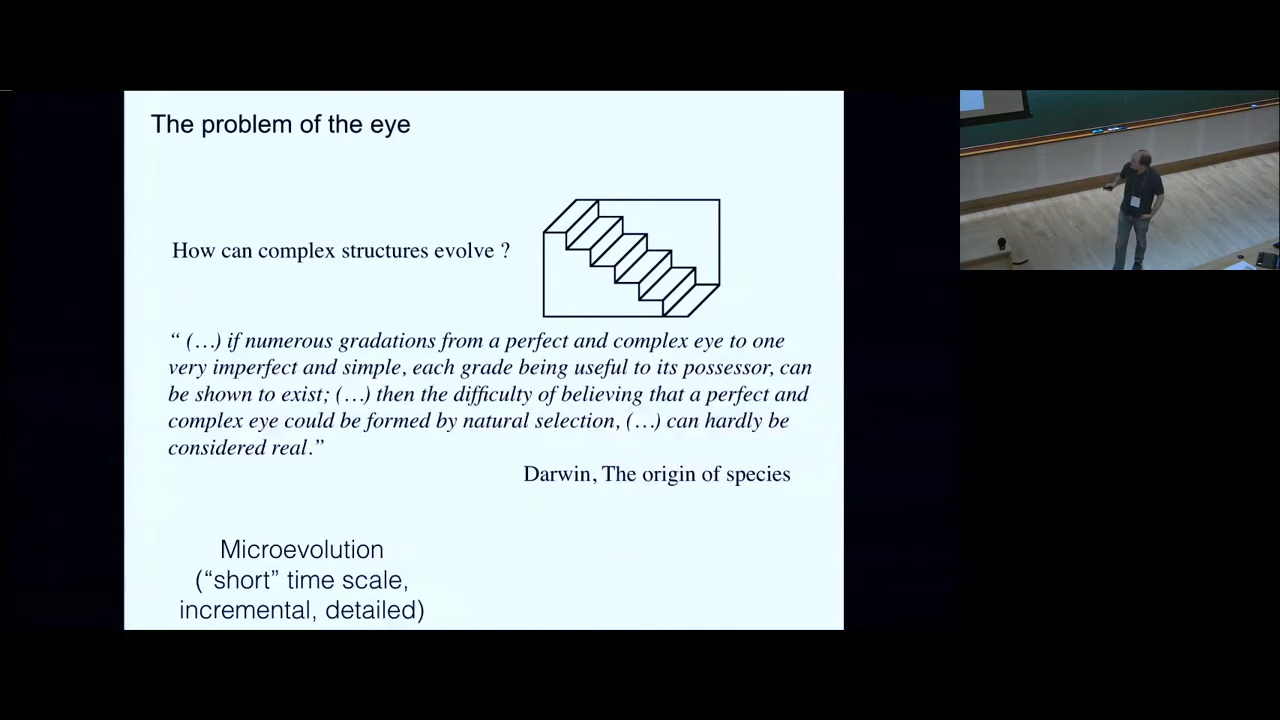 The problem of the eye
How can complex structures evolve ?
“ (…) if numerous gradations from a perfect and complex eye to one
very imperfect and simple, each grade being useful to its possessor, can
be shown to exist; (…) then the difficulty of believing that a perfect and
complex eye could be formed by natural selection, (…) can hardly be
considered real.”
Darwin, The origin of species
Microevolution
(“short” time scale,
incremental, detailed)